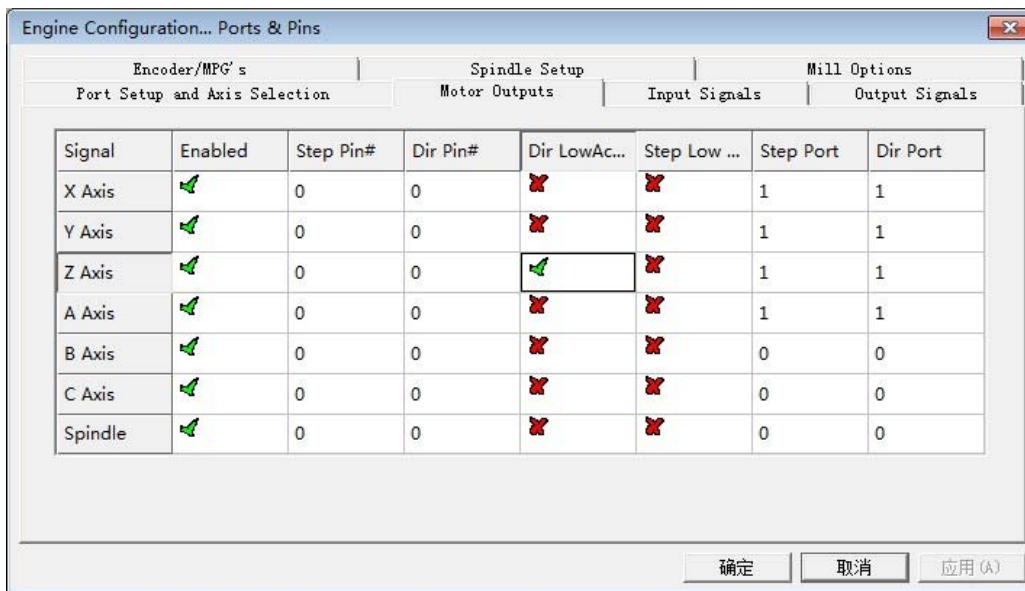 Engine Configuration... Ports & Pins
Encoder/MPG's Spindle Setup Mill Options
Port Setup and Axis Selection Motor Outputs Input Signals Output Signals
Signal Enabled Step Pin# Dir Pin# Dir LowAc... Step Low ... Step Port Dir Port
X Axis 0 0 1 1
Y Axis 0 0 1 1
Z Axis 0 0 1 1
A Axis 0 0 1 1
B Axis 0 0 0 0
C Axis 0 0 0 0
Spindle 0 0 0 0
确定 取消 应用(A)